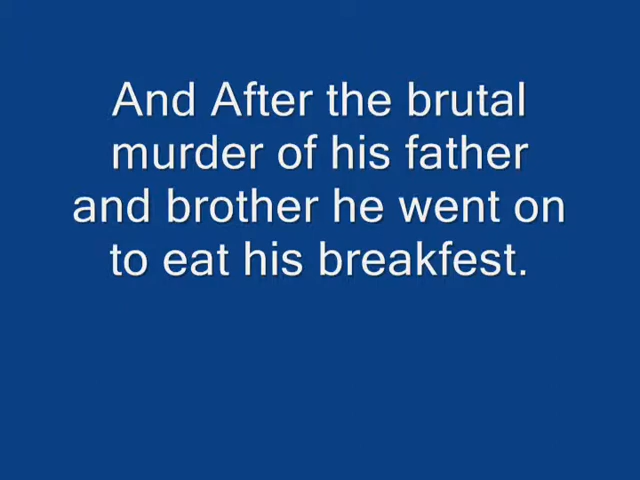 And After the brutal
murder of his father
and brother he went on
to eat his breakfest.